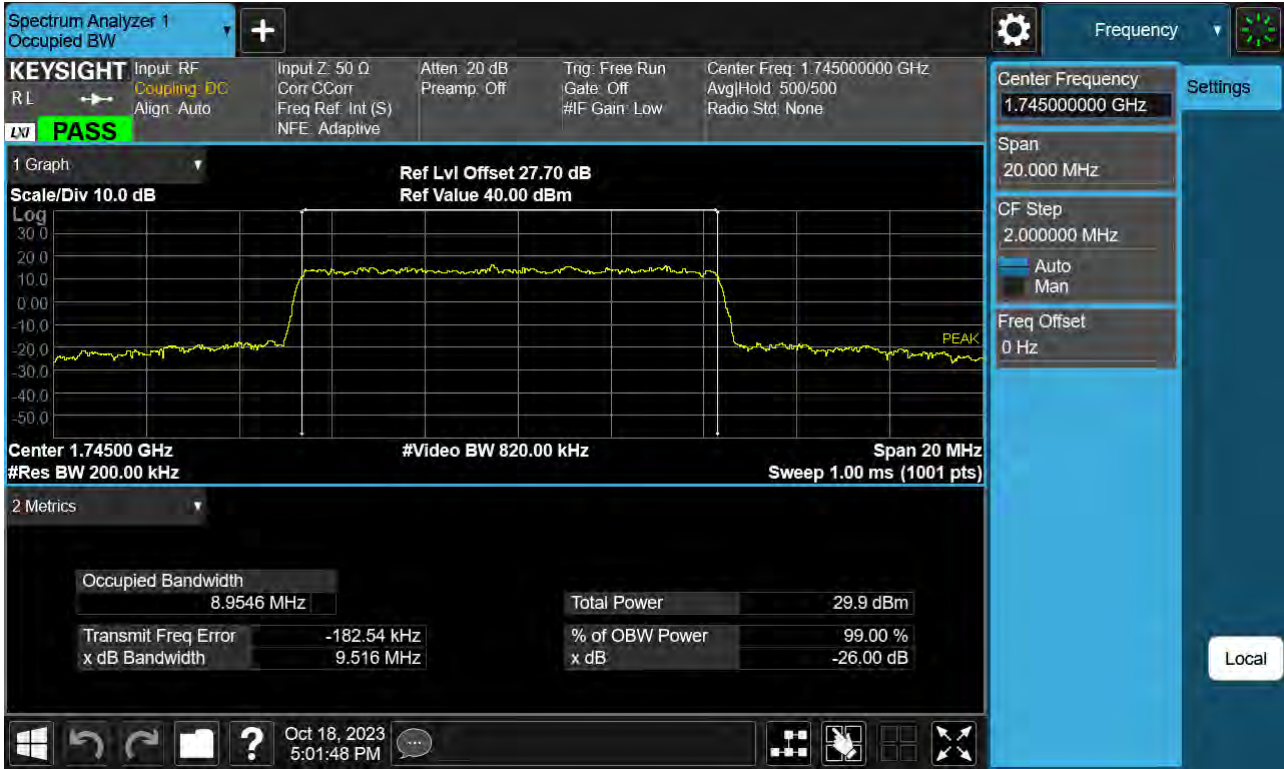 Spectrum Analyzer 1
Occupied BW
Frequency
KEYSIGHT
RL
LXI PASS
Input: RF
Coupling: DC
Align: Auto
Input Z: 50 Ω
Corr CCorr
Freq Ref: Int (S)
NFE: Adaptive
Atten: 20 dB
Preamp: Off
Trig: Free Run
Gate: Off
#IF Gain: Low
Center Freq: 1.745000000 GHz
Avg|Hold: 500/500
Radio Std: None
1 Graph
Scale/Div 10.0 dB
Ref Lvl Offset 27.70 dB
Ref Value 40.00 dBm
Log
30.0
20.0
10.0
0.00
-10.0
-20.0
-30.0
-40.0
-50.0
PEAK
Center 1.74500 GHz
#Res BW 200.00 kHz
#Video BW 820.00 kHz
Span 20 MHz
Sweep 1.00 ms (1001 pts)
2 Metrics
Occupied Bandwidth
8.9546 MHz
Transmit Freq Error -182.54 kHz
x dB Bandwidth 9.516 MHz
Total Power 29.9 dBm
% of OBW Power 99.00 %
x dB -26.00 dB
Oct 18, 2023
5:01:48 PM
Center Frequency
1.745000000 GHz
Span
20.000 MHz
CF Step
2.000000 MHz
Auto
Man
Freq Offset
0 Hz
Settings
Local